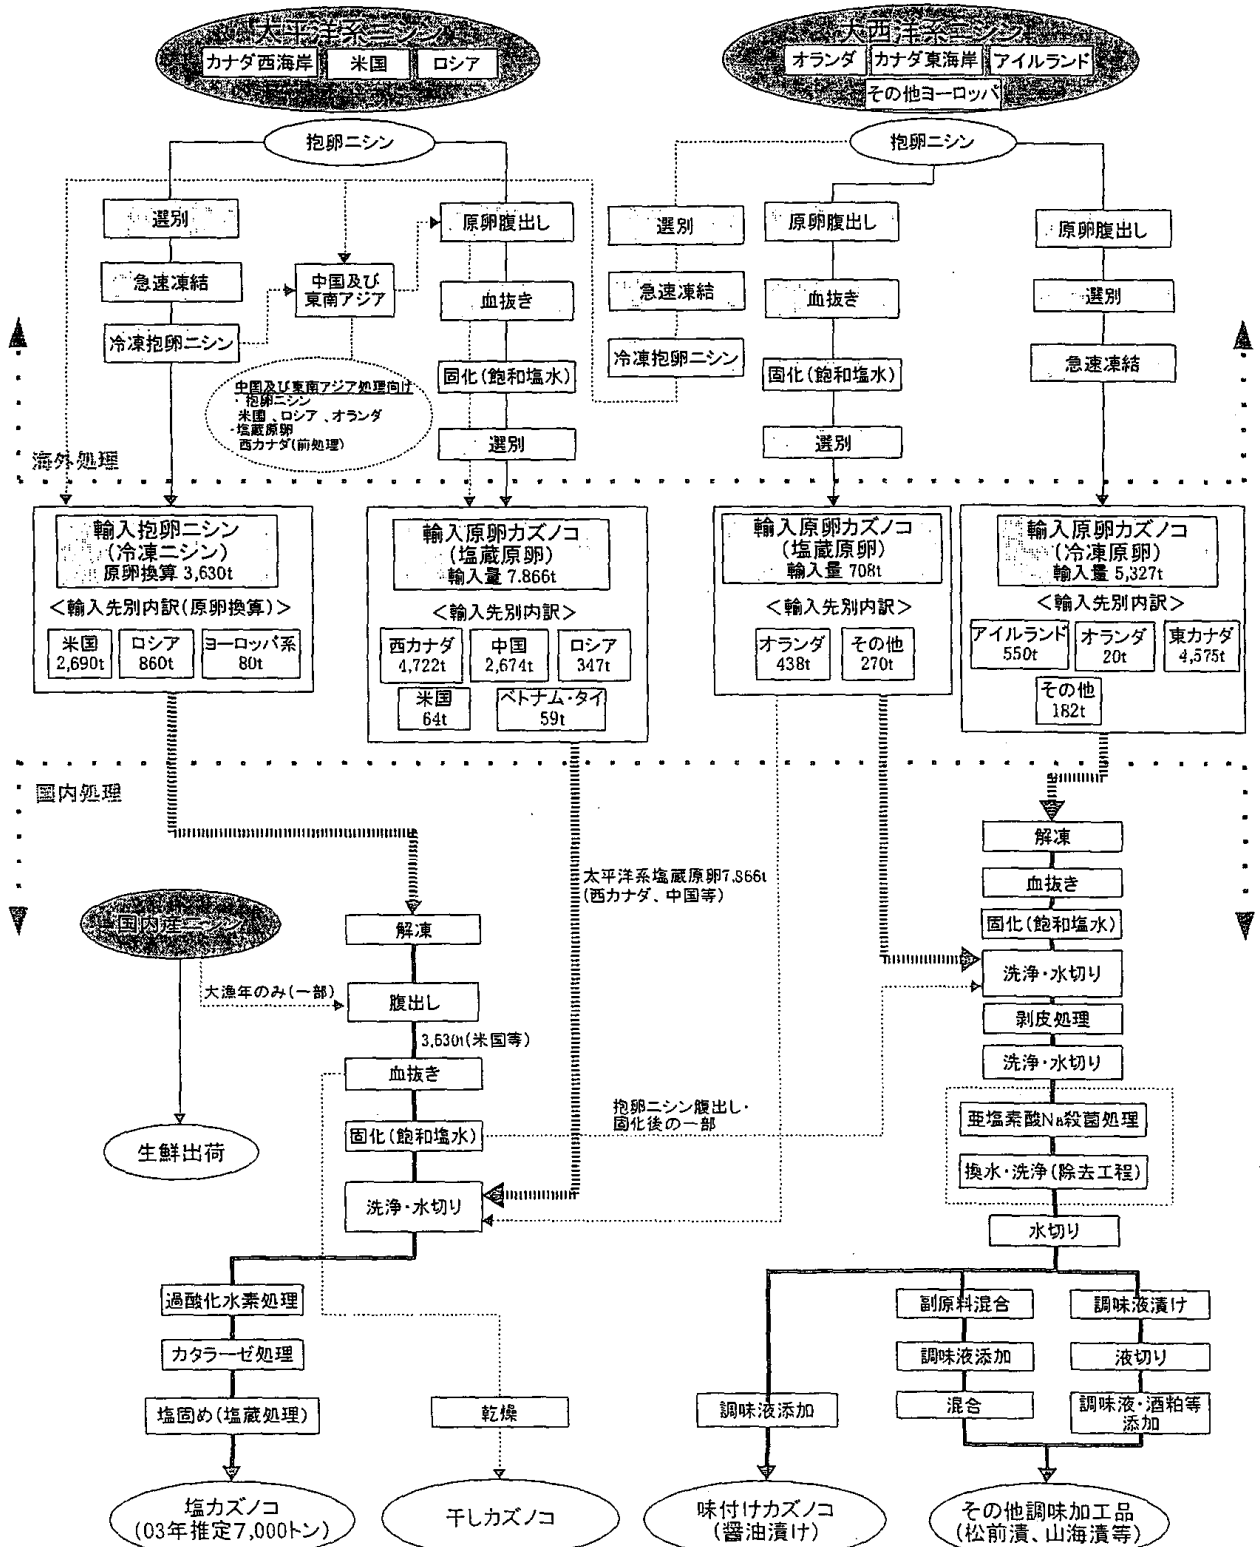 太平洋系ニシン
カナダ西海岸
米国
ロシア
大西洋系ニシン
オランダ
カナダ東海岸
アイルランド
その他ヨーロッパ
抱卵ニシン
抱卵ニシン
選別
急速凍結
冷凍抱卵ニシン
中国及び
東南アジア
原卵腹出し
血抜き
固化(飽和塩水)
選別
中国及び東南アジア処理向け
・抱卵ニシン
米国、ロシア、オランダ
・塩蔵原卵
西カナダ(前処理)
選別
急速凍結
冷凍抱卵ニシン
原卵腹出し
血抜き
固化(飽和塩水)
選別
原卵腹出し
選別
急速凍結
海外処理
輸入抱卵ニシン
(冷凍ニシン)
原卵換算 3,630t
<輸入先別内訳(原卵換算)>
米国
2,690t
ロシア
860t
ヨーロッパ系
80t
輸入原卵カズノコ
(塩蔵原卵)
輸入量 7.866t
<輸入先別内訳>
西カナダ
4,722t
中国
2,674t
ロシア
347t
米国
64t
ベトナム・タイ
59t
輸入原卵カズノコ
(塩蔵原卵)
輸入量 708t
<輸入先別内訳>
オランダ
438t
その他
270t
輸入原卵カズノコ
(冷凍原卵)
輸入量 5,327t
<輸入先別内訳>
アイルランド
550t
オランダ
20t
東カナダ
4,575t
その他
182t
国内処理
国内産ニシン
大漁年のみ(一部)
生鮮出荷
解凍
腹出し
3,630t(米国等)
血抜き
固化(飽和塩水)
洗浄・水切り
太平洋系塩蔵原卵7,866t
(西カナダ、中国等)
抱卵ニシン腹出し・
固化後の一部
解凍
血抜き
固化(飽和塩水)
洗浄・水切り
剥皮処理
洗浄・水切り
亜塩素酸Na殺菌処理
換水・洗浄(除去工程)
水切り
過酸化水素処理
カタラーゼ処理
塩固め(塩蔵処理)
乾燥
調味液添加
副原料混合
調味液添加
混合
調味液漬け
液切り
調味液・酒粕等
添加
塩カズノコ
(03年推定7,000トン)
干しカズノコ
味付けカズノコ
(醤油漬け)
その他調味加工品
(松前漬、山海漬等)